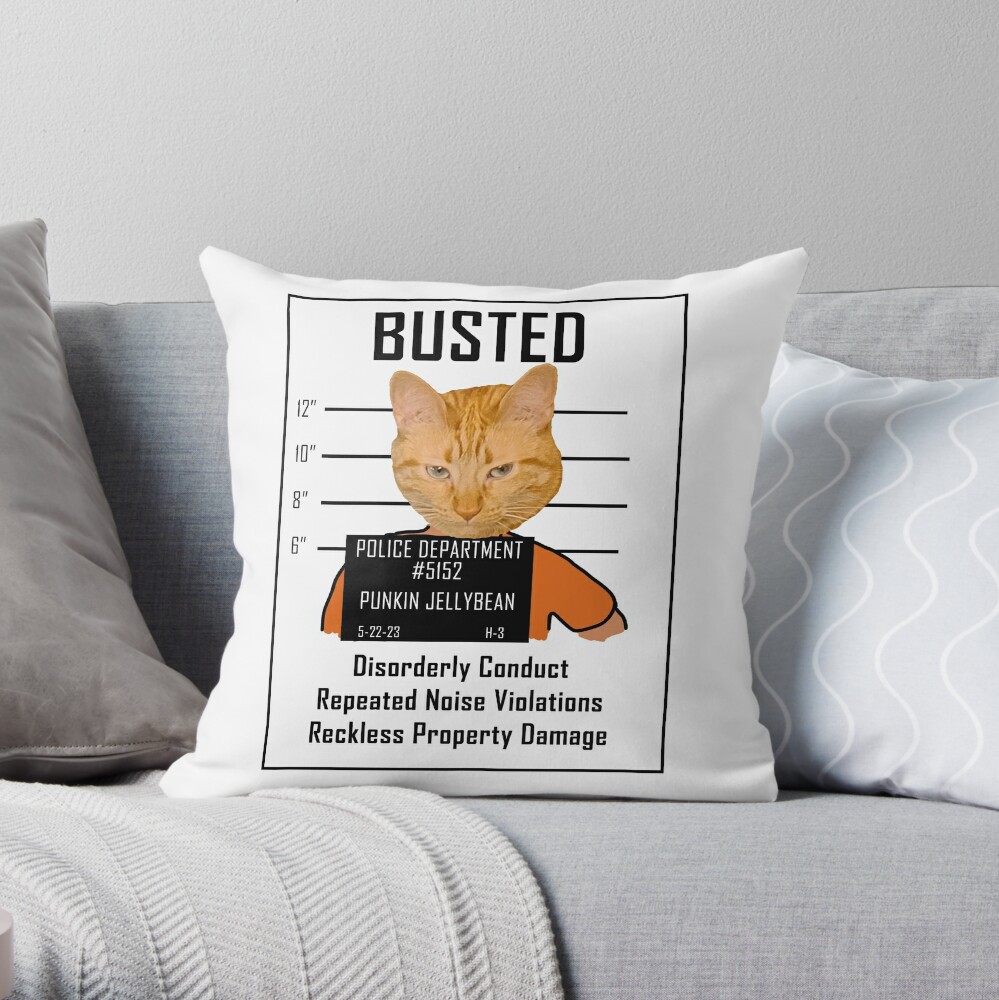 BUSTED
12"
10"
8"
6"
POLICE DEPARTMENT
#5152
PUNKIN JELLYBEAN
5-22-23 H-3
Disorderly Conduct
Repeated Noise Violations
Reckless Property Damage